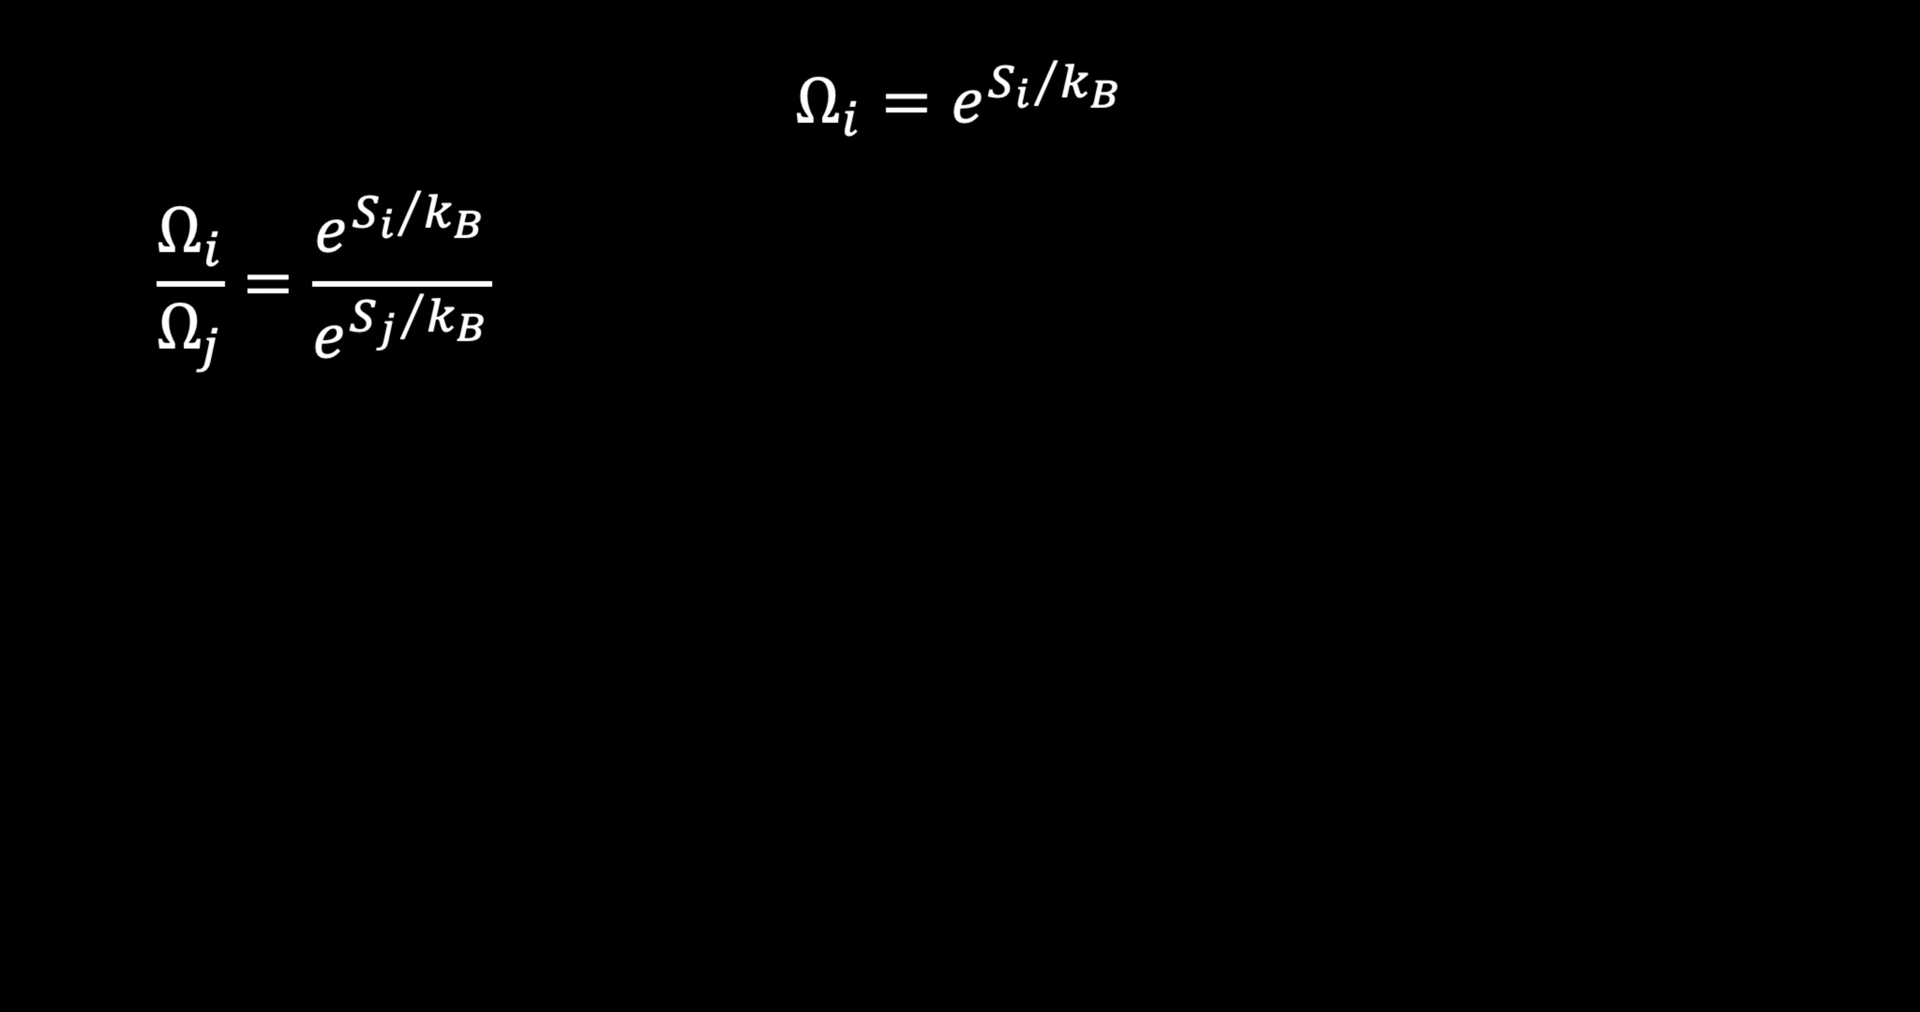 Ωᵢ = e^{Sᵢ/k_B}
Ωᵢ/Ωⱼ = e^{Sᵢ/k_B}/e^{Sⱼ/k_B}